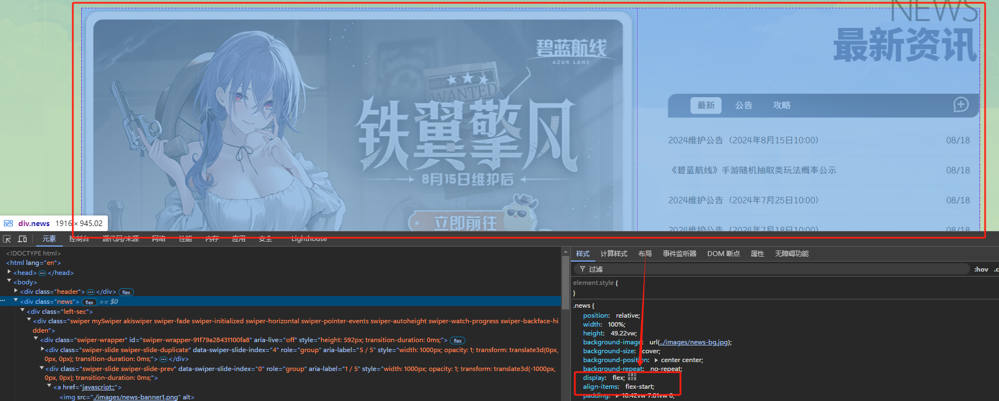 NEWS
最新资讯
碧蓝航线
AZUR LANE
WANTED
铁翼擎风
8月15日维护后
立即前往
最新 公告 攻略
2024维护公告（2024年8月15日10:00） 08/18
《碧蓝航线》手游随机抽取类玩法概率公示 08/18
2024维护公告（2024年7月25日10:00） 08/18
2024维护公告（2024年7月18日10:00） 08/18
div.news 1916 × 945.02
元素 控制台 源代码/来源 网络 性能 内存 应用 安全 Lighthouse
<!DOCTYPE html>
<html lang="en">
<head> ··· </head>
<body>
<div class="header"> ··· </div> flex
··· <div class="news"> flex == $0
<div class="left-sec">
<div class="swiper mySwiper akiswiper swiper-fade swiper-initialized swiper-horizontal swiper-pointer-events swiper-autoheight swiper-watch-progress swiper-backface-hi
dden">
<div class="swiper-wrapper" id="swiper-wrapper-91f79a28431100fa8" aria-live="off" style="height: 592px; transition-duration: 0ms;"> flex
<div class="swiper-slide swiper-slide-duplicate" data-swiper-slide-index="4" role="group" aria-label="5 / 5" style="width: 1000px; opacity: 1; transform: translate3d(0px,
0px, 0px); transition-duration: 0ms;"> ··· </div>
<div class="swiper-slide swiper-slide-prev" data-swiper-slide-index="0" role="group" aria-label="1 / 5" style="width: 1000px; opacity: 1; transform: translate3d(-1000px,
0px, 0px); transition-duration: 0ms;">
<a href="javascript:;">
<img src="./images/news-banner1.png" alt>
样式 计算样式 布局 事件监听器 DOM 断点 属性 无障碍功能
过滤 :hov .c
element.style {
}
.news {
position: relative;
width: 100%;
height: 49.22vw;
background-image: url(../images/news-bg.jpg);
background-size: cover;
background-position: center center;
background-repeat: no-repeat;
display: flex;
align-items: flex-start;
padding: 10.42vw 7.81vw 0;